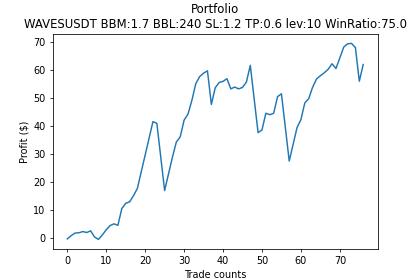 Portfolio
WAVESUSDT BBM:1.7 BBL:240 SL:1.2 TP:0.6 lev:10 WinRatio:75.0
Profit ($)
70
60
50
40
30
20
10
0
0 10 20 30 40 50 60 70
Trade counts